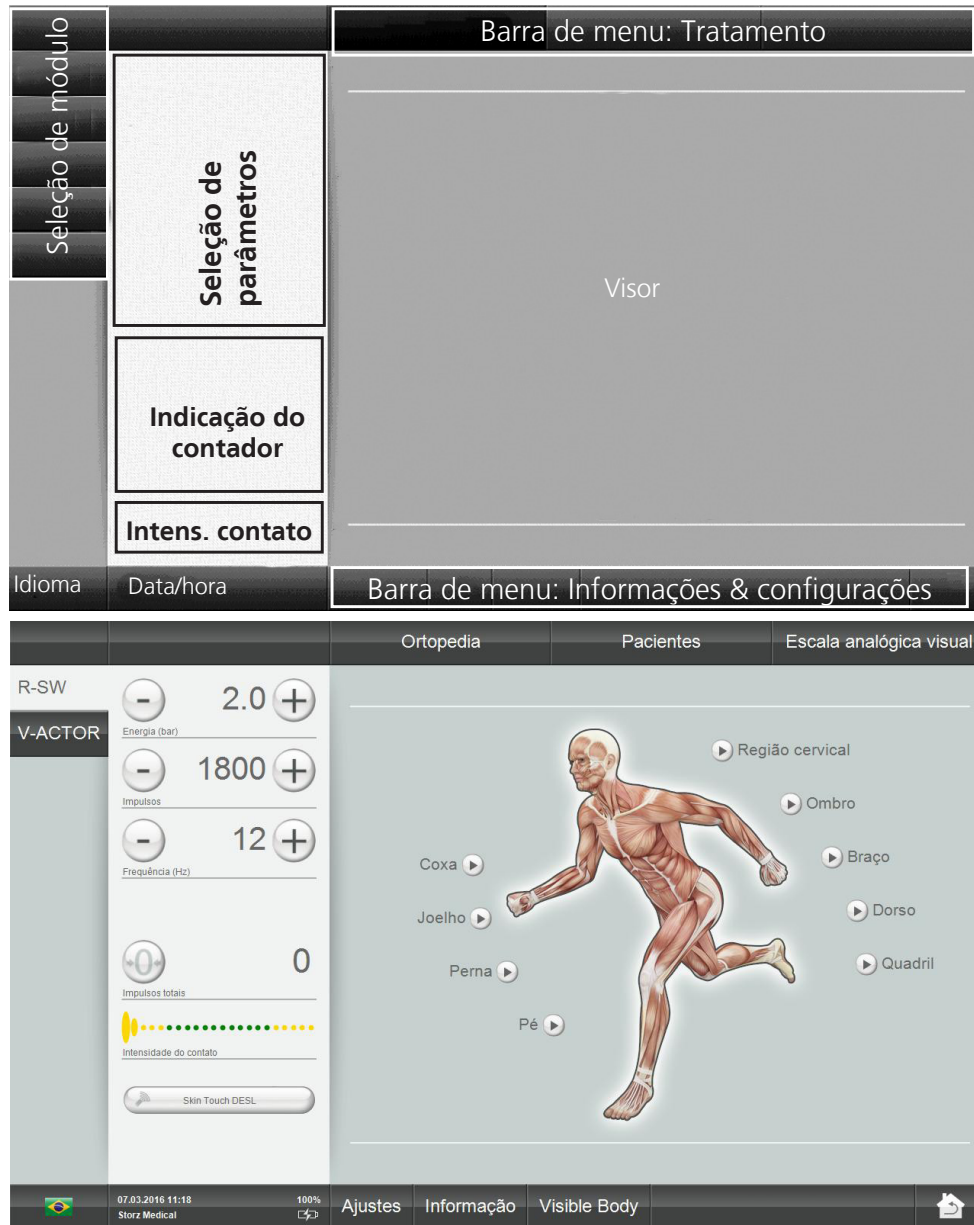 Seleção de módulo
Barra de menu: Tratamento
Seleção de
parâmetros
Visor
Indicação do
contador
Intens. contato
Idioma
Data/hora
Barra de menu: Informações & configurações
Ortopedia
Pacientes
Escala analógica visual
R-SW
V-ACTOR
- 2.0 +
Energia (bar)
- 1800 +
Impulsos
- 12 +
Frequência (Hz)
0 0
Impulsos totais
Intensidade do contato
Skin Touch DESL
Região cervical
Ombro
Braço
Dorso
Quadril
Coxa
Joelho
Perna
Pé
07.03.2016 11:18 100%
Storz Medical
Ajustes
Informação
Visible Body